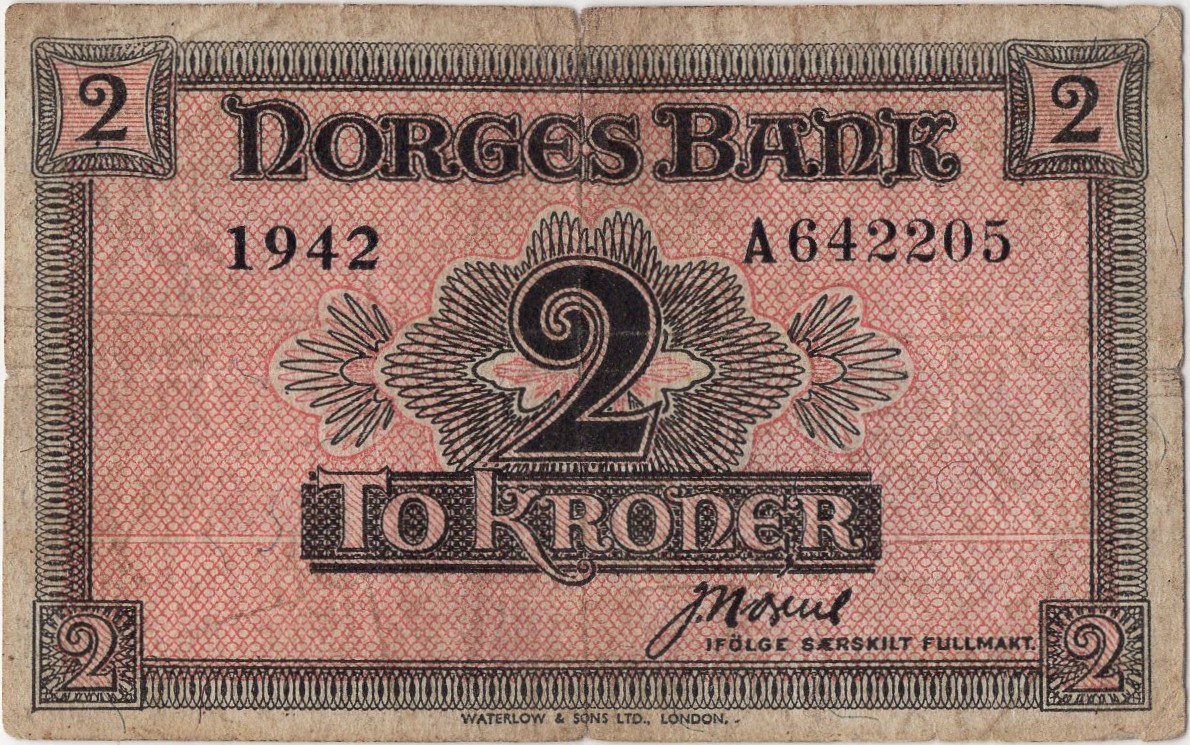 2 2
NORGES BANK
1942 A642205
2
TO KRONER
IFÖLGE SÆRSKILT FULLMAKT.
2 2
WATERLOW & SONS LTD., LONDON.